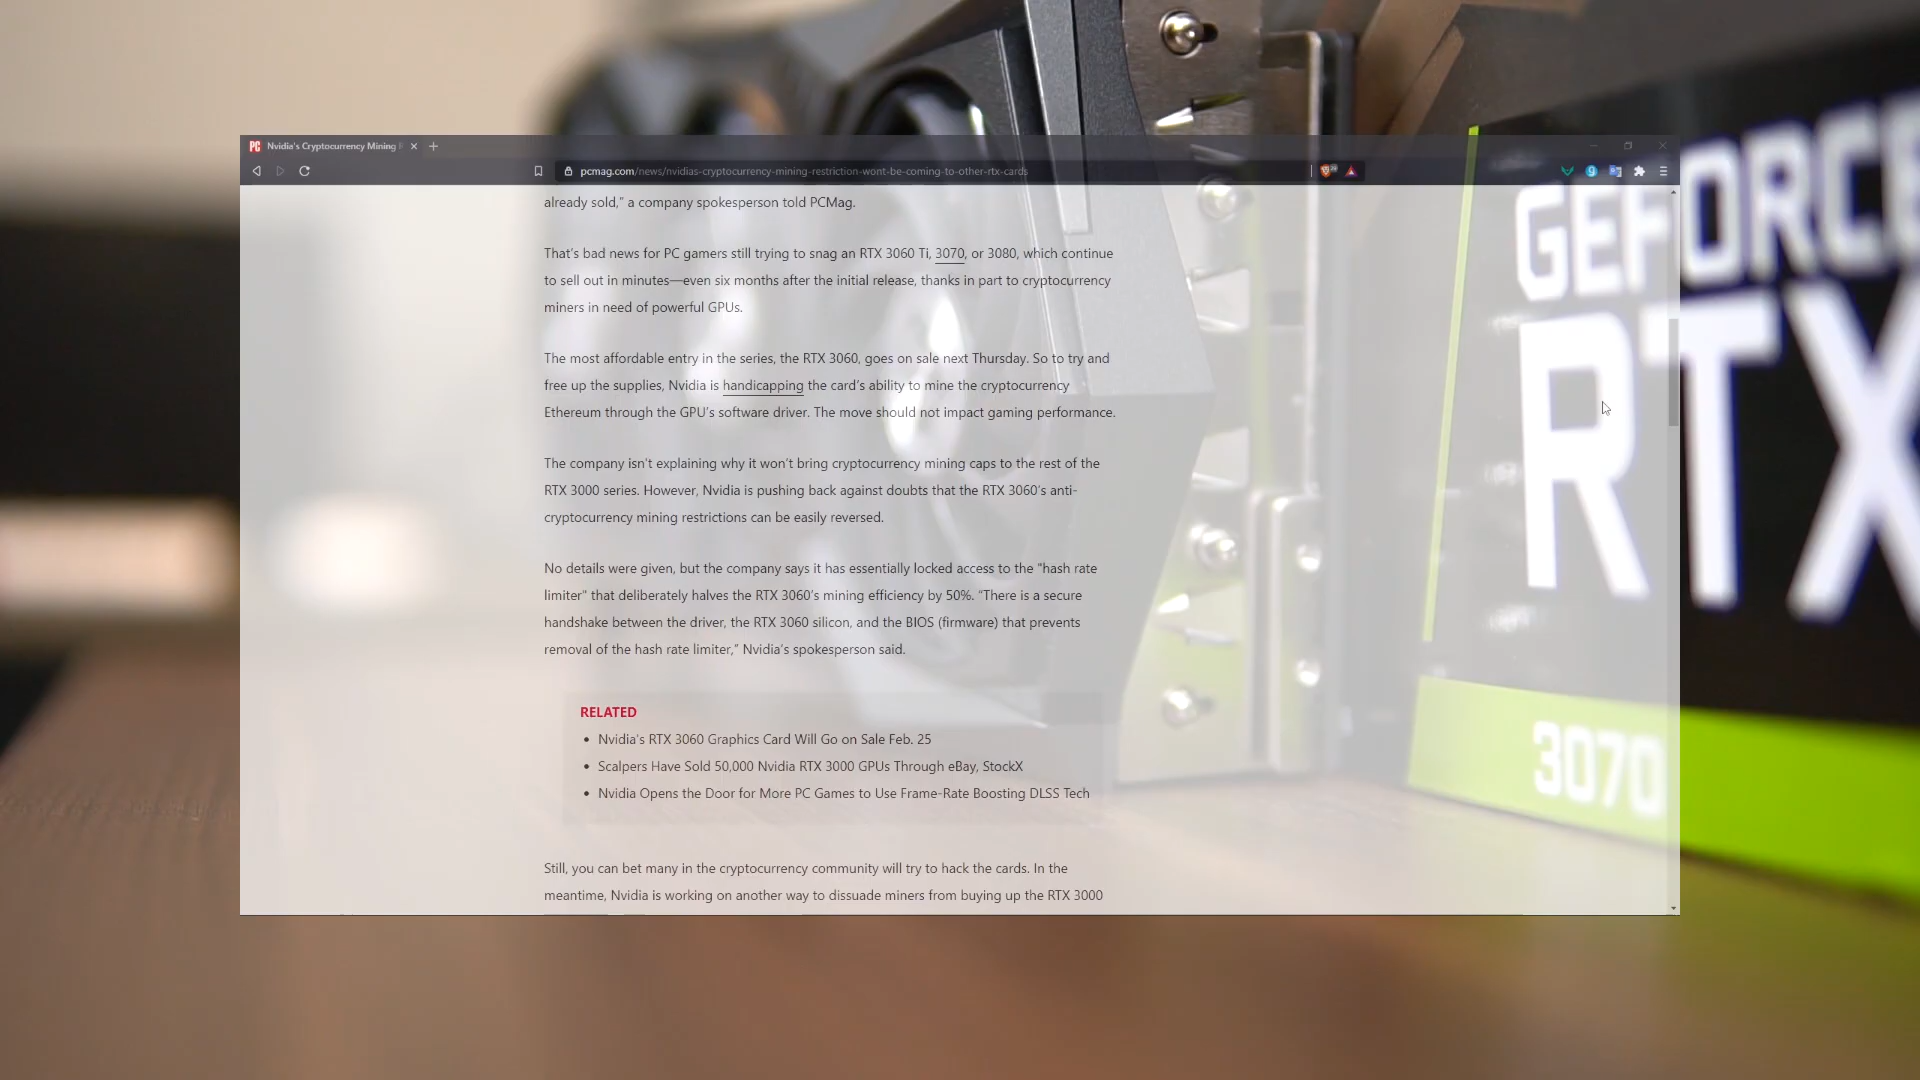 PC Nvidia's Cryptocurrency Mining
pcmag.com/news/nvidias-cryptocurrency-mining-restriction-wont-be-coming-to-other-rtx-cards
already sold,” a company spokesperson told PCMag.
That’s bad news for PC gamers still trying to snag an RTX 3060 Ti, 3070, or 3080, which continue
to sell out in minutes—even six months after the initial release, thanks in part to cryptocurrency
miners in need of powerful GPUs.
The most affordable entry in the series, the RTX 3060, goes on sale next Thursday. So to try and
free up the supplies, Nvidia is handicapping the card’s ability to mine the cryptocurrency
Ethereum through the GPU’s software driver. The move should not impact gaming performance.
The company isn’t explaining why it won’t bring cryptocurrency mining caps to the rest of the
RTX 3000 series. However, Nvidia is pushing back against doubts that the RTX 3060’s anti-
cryptocurrency mining restrictions can be easily reversed.
No details were given, but the company says it has essentially locked access to the “hash rate
limiter” that deliberately halves the RTX 3060’s mining efficiency by 50%. “There is a secure
handshake between the driver, the RTX 3060 silicon, and the BIOS (firmware) that prevents
removal of the hash rate limiter,” Nvidia’s spokesperson said.
RELATED
• Nvidia's RTX 3060 Graphics Card Will Go on Sale Feb. 25
• Scalpers Have Sold 50,000 Nvidia RTX 3000 GPUs Through eBay, StockX
• Nvidia Opens the Door for More PC Games to Use Frame-Rate Boosting DLSS Tech
Still, you can bet many in the cryptocurrency community will try to hack the cards. In the
meantime, Nvidia is working on another way to dissuade miners from buying up the RTX 3000
GEFORCE
RTX
3070